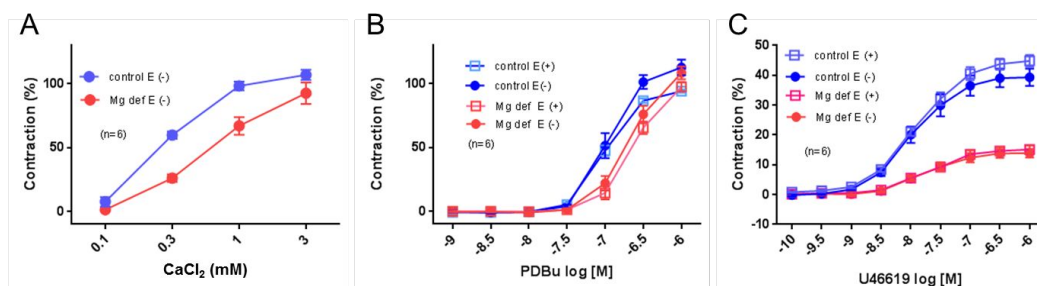 A
Contraction (%)
100
50
0
control E (-)
Mg def E (-)
(n=6)
0.1
0.3
1
3
CaCl2 (mM)
B
Contraction (%)
100
50
0
control E (+)
control E(-)
Mg def E (+)
Mg def E (-)
(n=6)
-9
-8.5
-8
-7.5
-7
-6.5
-6
PDBu log [M]
C
Contraction (%)
50
40
30
20
10
0
-10
control E (+)
control E (-)
Mg def E (+)
Mg def E (-)
(n=6)
-10
-9.5
-9
-8.5
-8
-7.5
-7
-6.5
-6
U46619 log [M]